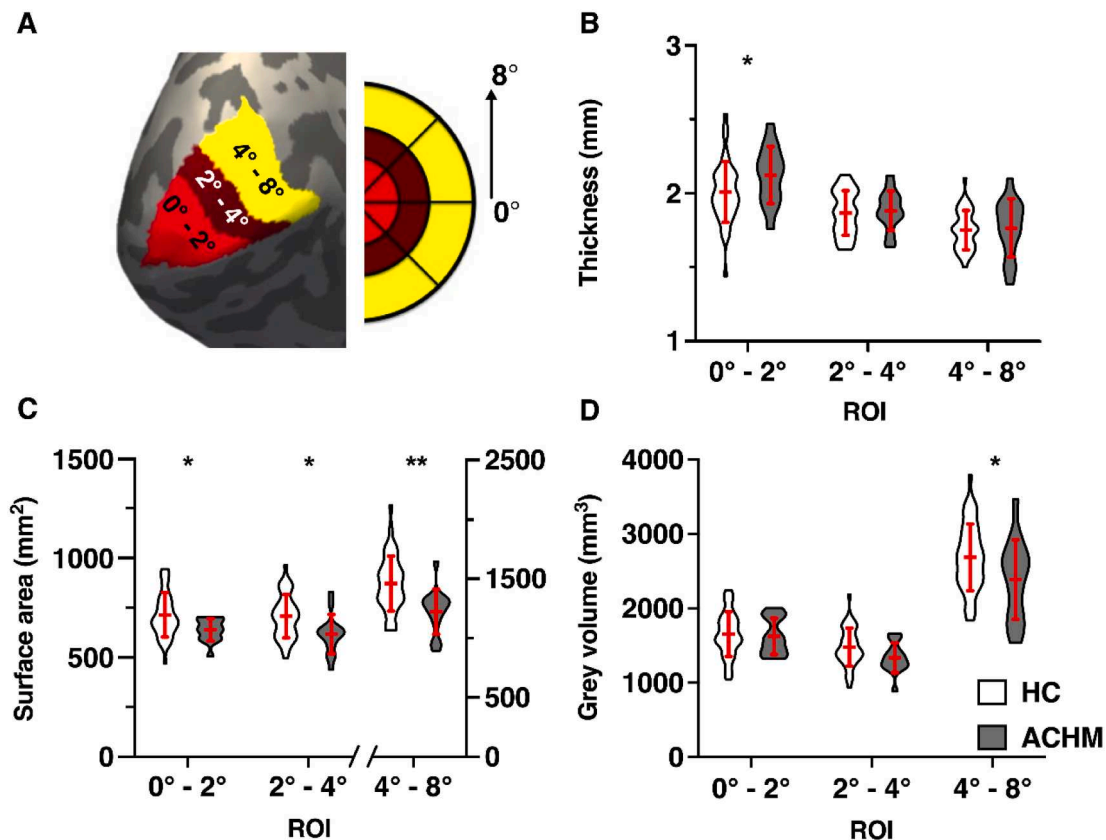 A
8°
0°
4° - 8°
2° - 4°
0° - 2°
B
Thickness (mm)
3
2
1
*
0° - 2°
2° - 4°
4° - 8°
ROI
C
Surface area (mm²)
1500
1000
500
0
*
*
**
2500
1500
500
0
0° - 2°
2° - 4°
4° - 8°
ROI
D
Grey volume (mm³)
4000
3000
2000
1000
0
*
HC
ACHM
0° - 2°
2° - 4°
4° - 8°
ROI